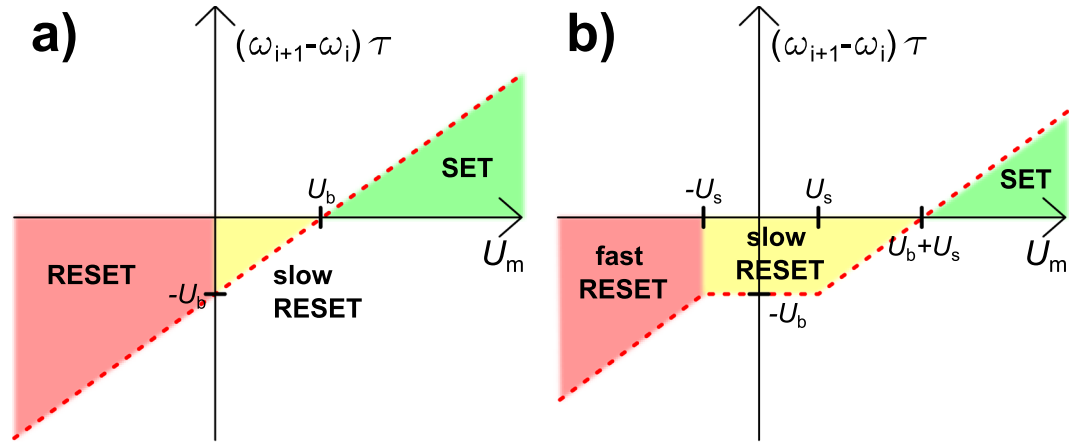 a)
(ω_{i+1}-ω_i) τ
U_b
SET
U_m
RESET
-U_b
slow
RESET
b)
(ω_{i+1}-ω_i) τ
-U_s
U_s
SET
slow
RESET
U_b+U_s
U_m
fast
RESET
-U_b